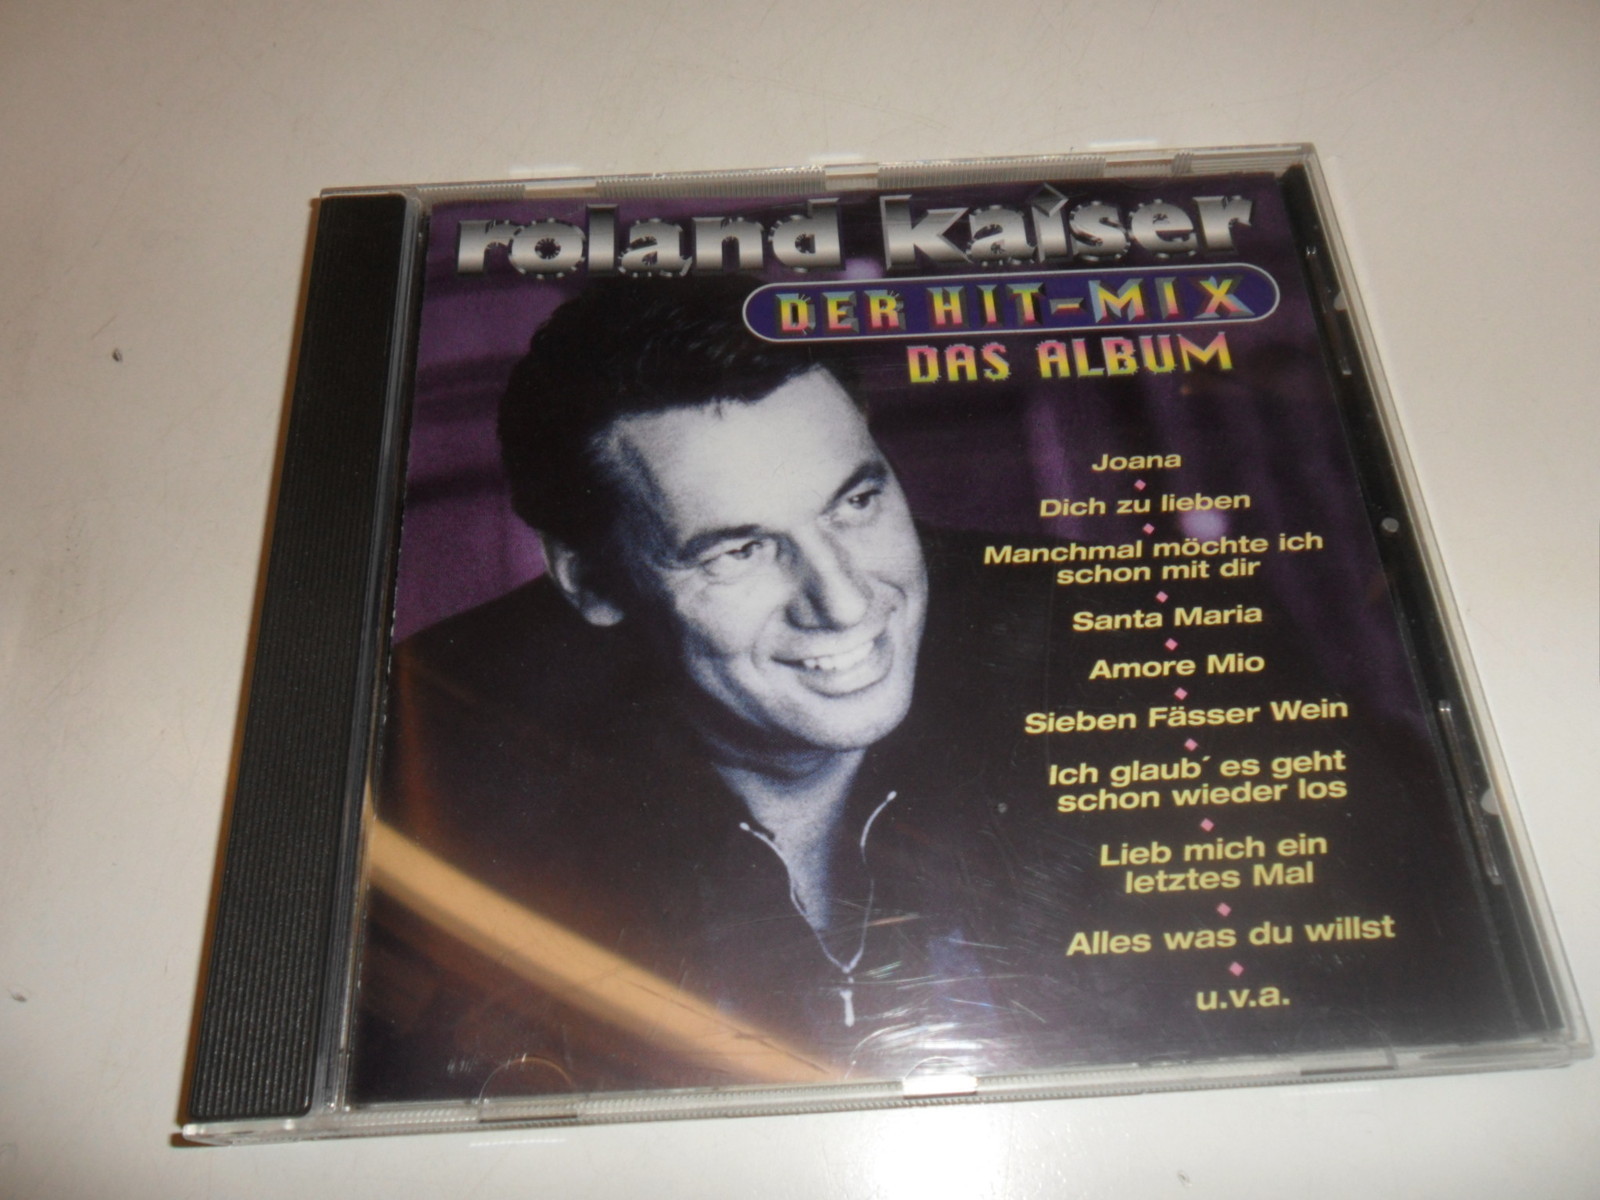 roland kaiser
DER HIT-MIX
DAS ALBUM
Joana
Dich zu lieben
Manchmal möchte ich
schon mit dir
Santa Maria
Amore Mio
Sieben Fässer Wein
Ich glaub´ es geht
schon wieder los
Lieb mich ein
letztes Mal
Alles was du willst
u.v.a.